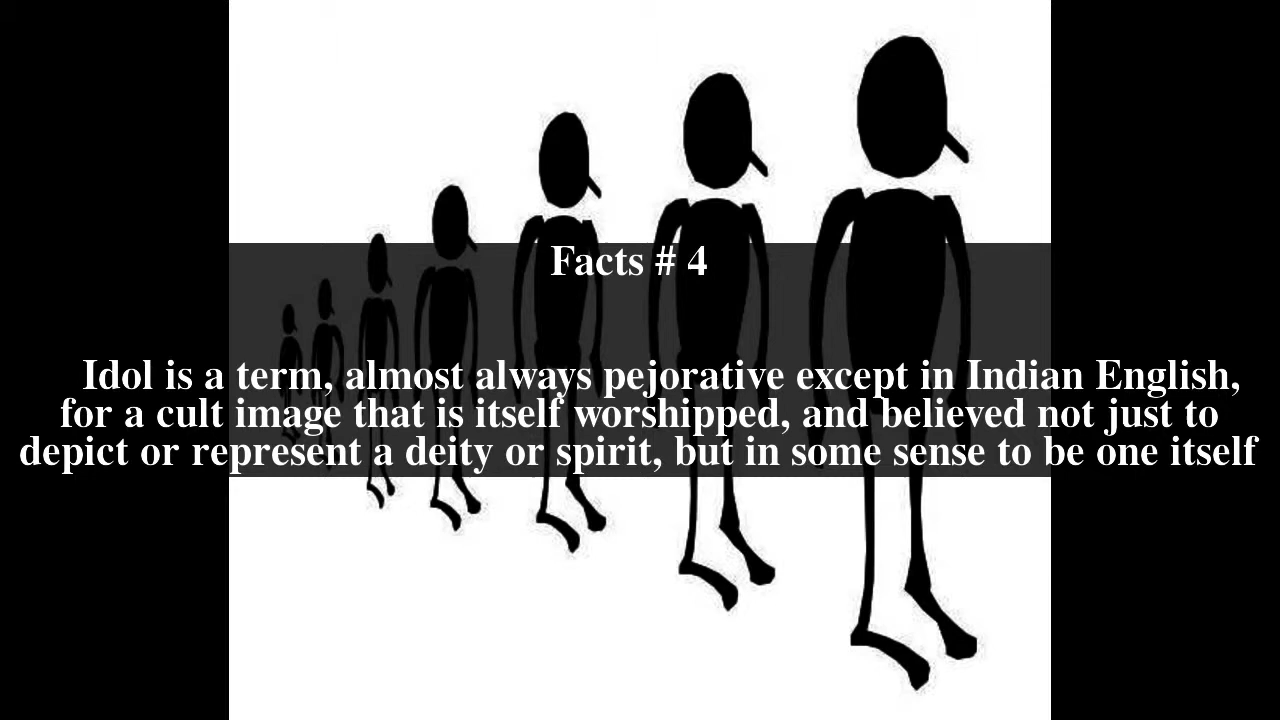 Facts # 4
Idol is a term, almost always pejorative except in Indian English,
for a cult image that is itself worshipped, and believed not just to
depict or represent a deity or spirit, but in some sense to be one itself